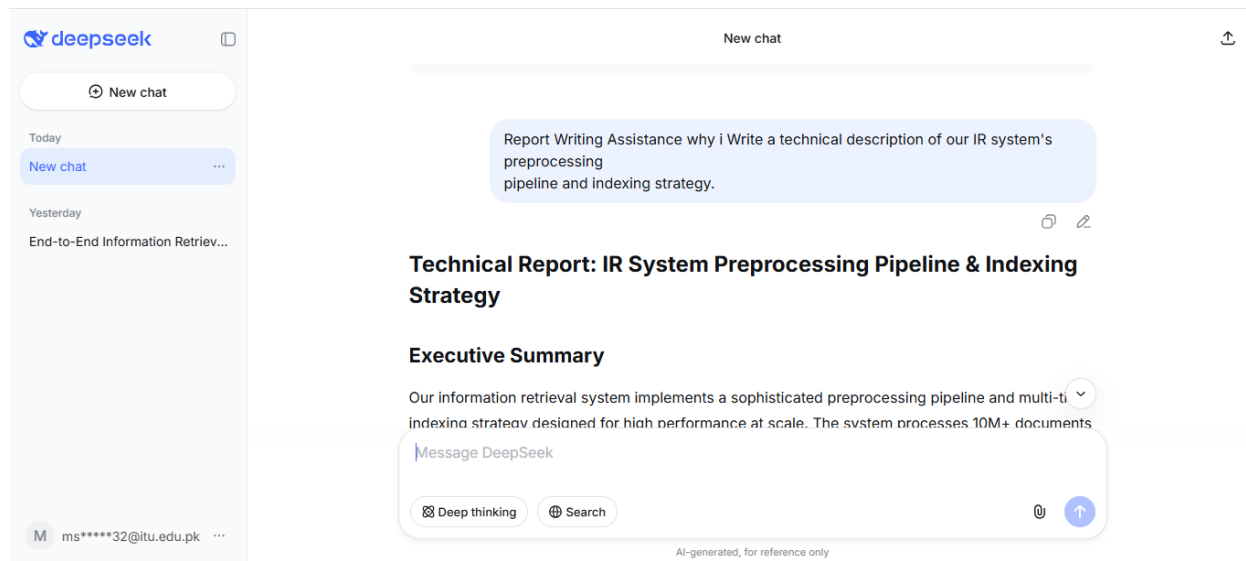 deepseek
New chat
Today
New chat
Yesterday
End-to-End Information Retriev...
ms*****32@itu.edu.pk
M
New chat
Report Writing Assistance why i Write a technical description of our IR system's
preprocessing
pipeline and indexing strategy.
Technical Report: IR System Preprocessing Pipeline & Indexing
Strategy
Executive Summary
Our information retrieval system implements a sophisticated preprocessing pipeline and
indexing strategy designed for high performance at scale. The system processes 10M+ documents
Message DeepSeek
Deep thinking
Search
AI-generated, for reference only